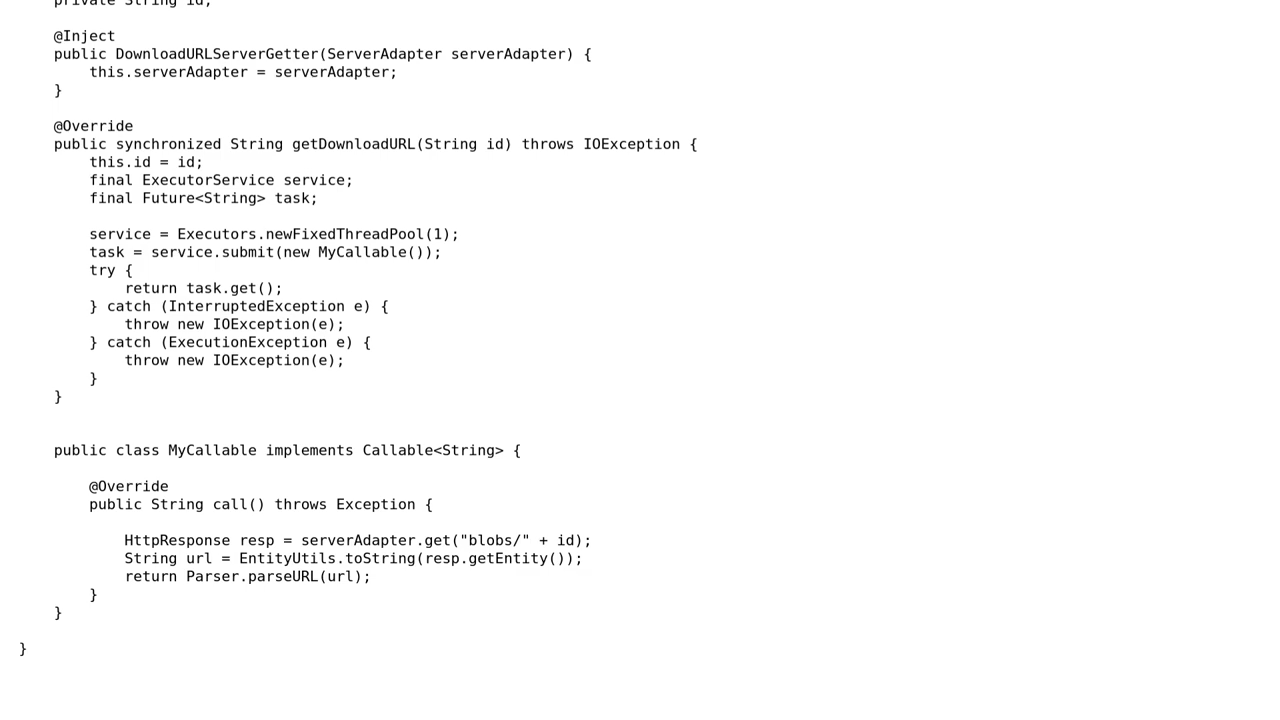 private String id;
@Inject
public DownloadURLServerGetter(ServerAdapter serverAdapter) {
this.serverAdapter = serverAdapter;
}
@Override
public synchronized String getDownloadURL(String id) throws IOException {
this.id = id;
final ExecutorService service;
final Future<String> task;
service = Executors.newFixedThreadPool(1);
task = service.submit(new MyCallable());
try {
return task.get();
} catch (InterruptedException e) {
throw new IOException(e);
} catch (ExecutionException e) {
throw new IOException(e);
}
}
public class MyCallable implements Callable<String> {
@Override
public String call() throws Exception {
HttpResponse resp = serverAdapter.get("blobs/" + id);
String url = EntityUtils.toString(resp.getEntity());
return Parser.parseURL(url);
}
}
}